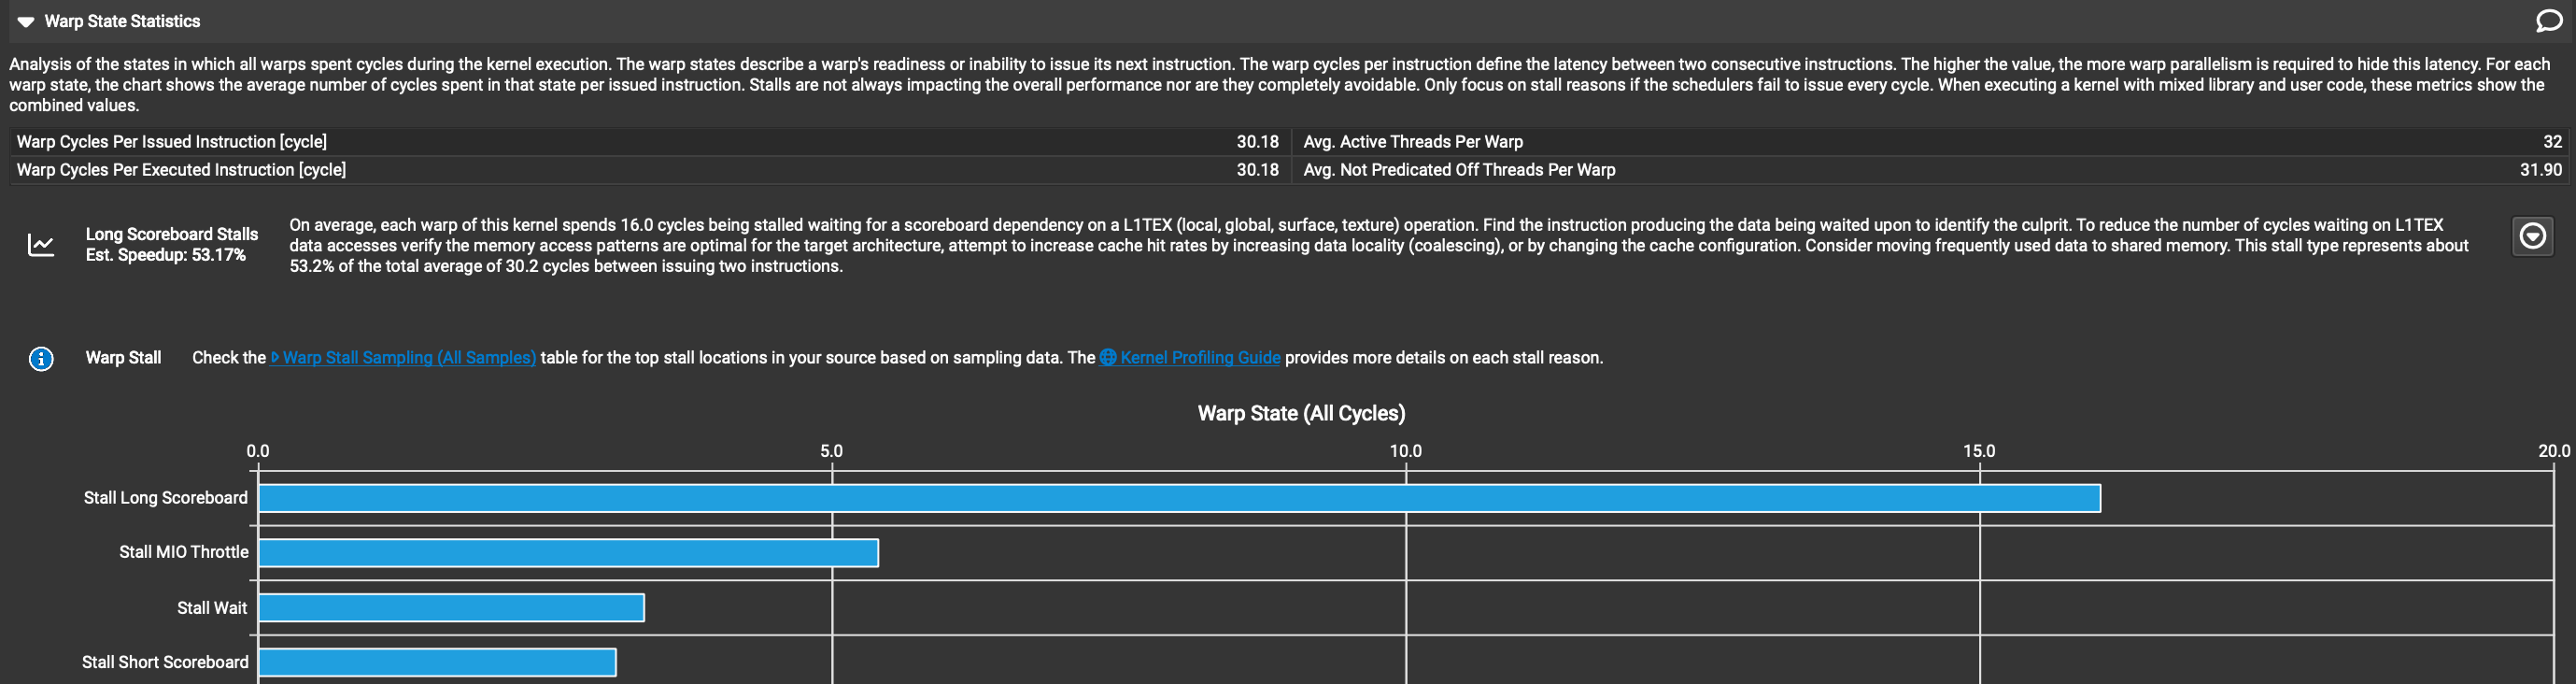 Warp State Statistics
Analysis of the states in which all warps spent cycles during the kernel execution. The warp states describe a warp's readiness or inability to issue its next instruction. The warp cycles per instruction define the latency between two consecutive instructions. The higher the value, the more warp parallelism is required to hide this latency. For each
warp state, the chart shows the average number of cycles spent in that state per issued instruction. Stalls are not always impacting the overall performance nor are they completely avoidable. Only focus on stall reasons if the schedulers fail to issue every cycle. When executing a kernel with mixed library and user code, these metrics show the
combined values.
Warp Cycles Per Issued Instruction [cycle] 30.18 Avg. Active Threads Per Warp 32
Warp Cycles Per Executed Instruction [cycle] 30.18 Avg. Not Predicated Off Threads Per Warp 31.90
Long Scoreboard Stalls
Est. Speedup: 53.17%
On average, each warp of this kernel spends 16.0 cycles being stalled waiting for a scoreboard dependency on a L1TEX (local, global, surface, texture) operation. Find the instruction producing the data being waited upon to identify the culprit. To reduce the number of cycles waiting on L1TEX
data accesses verify the memory access patterns are optimal for the target architecture, attempt to increase cache hit rates by increasing data locality (coalescing), or by changing the cache configuration. Consider moving frequently used data to shared memory. This stall type represents about
53.2% of the total average of 30.2 cycles between issuing two instructions.
Warp Stall Check the Warp Stall Sampling (All Samples) table for the top stall locations in your source based on sampling data. The Kernel Profiling Guide provides more details on each stall reason.
Warp State (All Cycles)
0.0 5.0 10.0 15.0 20.0
Stall Long Scoreboard
Stall MIO Throttle
Stall Wait
Stall Short Scoreboard